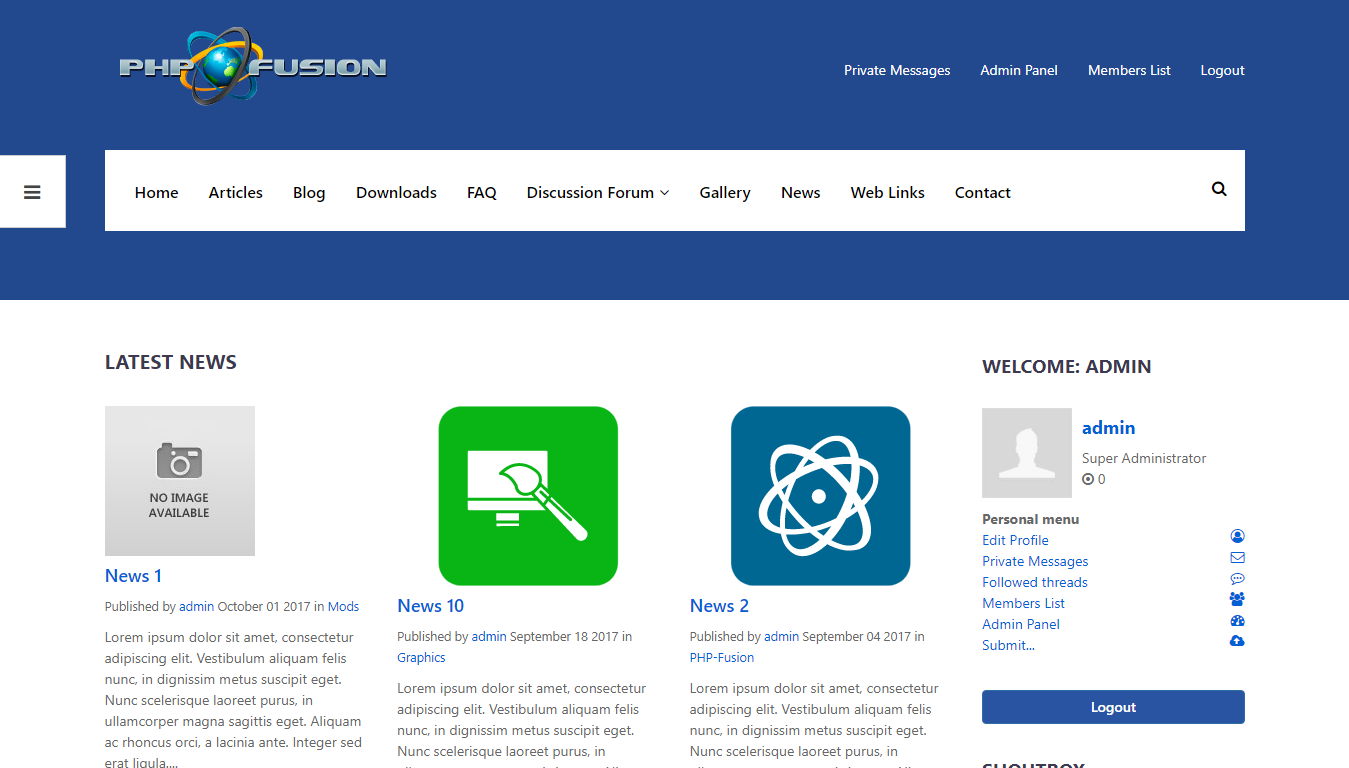 PHP FUSION
Private Messages Admin Panel Members List Logout
Home Articles Blog Downloads FAQ Discussion Forum Gallery News Web Links Contact
LATEST NEWS
NO IMAGE
AVAILABLE
News 1
Published by admin October 01 2017 in Mods
Lorem ipsum dolor sit amet, consectetur
adipiscing elit. Vestibulum aliquam felis
nunc, in dignissim metus suscipit eget.
Nunc scelerisque laoreet purus, in
ullamcorper magna sagittis eget. Aliquam
ac rhoncus orci, a lacinia ante. Integer sed
erat ligula....
News 10
Published by admin September 18 2017 in
Graphics
Lorem ipsum dolor sit amet, consectetur
adipiscing elit. Vestibulum aliquam felis
nunc, in dignissim metus suscipit eget.
Nunc scelerisque laoreet purus, in
News 2
Published by admin September 04 2017 in
PHP-Fusion
Lorem ipsum dolor sit amet, consectetur
adipiscing elit. Vestibulum aliquam felis
nunc, in dignissim metus suscipit eget.
Nunc scelerisque laoreet purus, in
WELCOME: ADMIN
admin
Super Administrator
0
Personal menu
Edit Profile
Private Messages
Followed threads
Members List
Admin Panel
Submit...
Logout
SHOUTBOX